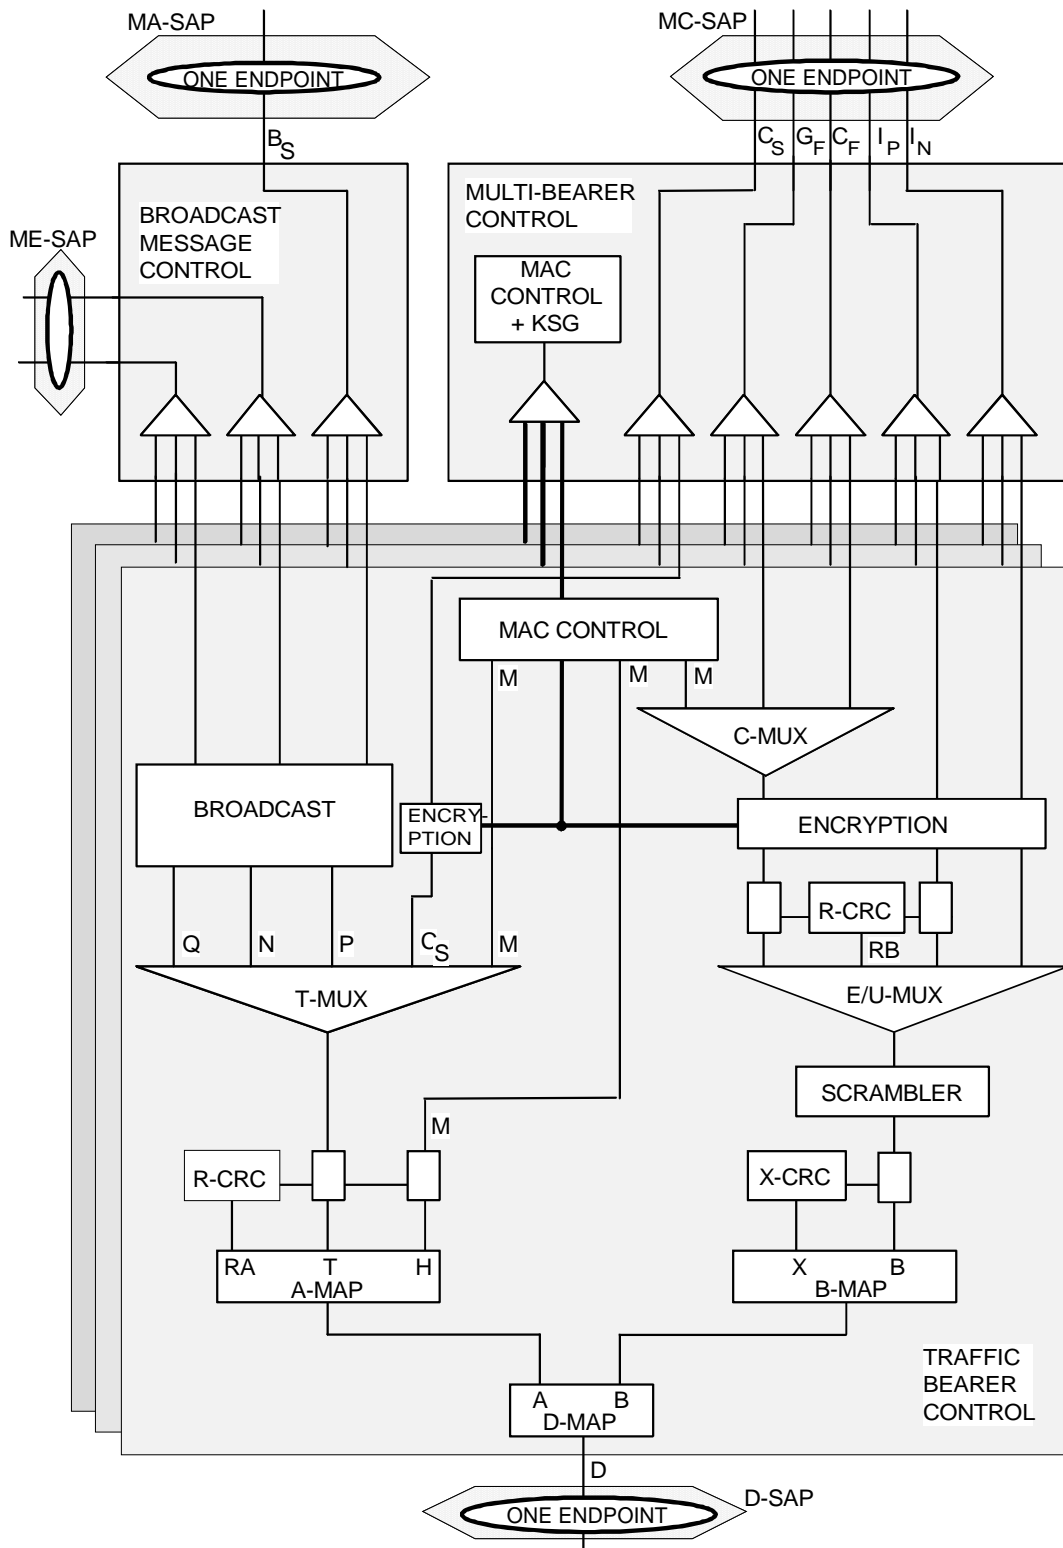 MA-SAP
MC-SAP
ONE ENDPOINT
ONE ENDPOINT
BS
CS GF CF IP IN
BROADCAST
MESSAGE
CONTROL
MULTI-BEARER
CONTROL
ME-SAP
MAC
CONTROL
+ KSG
MAC CONTROL
M
M
M
C-MUX
BROADCAST
ENCRY-
PTION
ENCRYPTION
R-CRC
Q
N
P
CS
M
RB
T-MUX
E/U-MUX
SCRAMBLER
M
R-CRC
X-CRC
RA
T
H
A-MAP
X
B
B-MAP
TRAFFIC
BEARER
CONTROL
A
B
D-MAP
D
D-SAP
ONE ENDPOINT